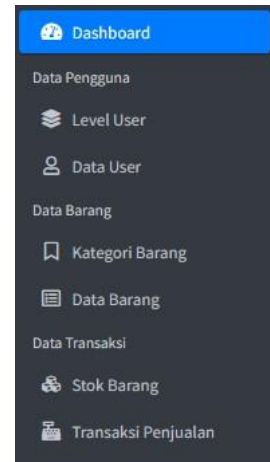 Dashboard
Data Pengguna
Level User
Data User
Data Barang
Kategori Barang
Data Barang
Data Transaksi
Stok Barang
Transaksi Penjualan